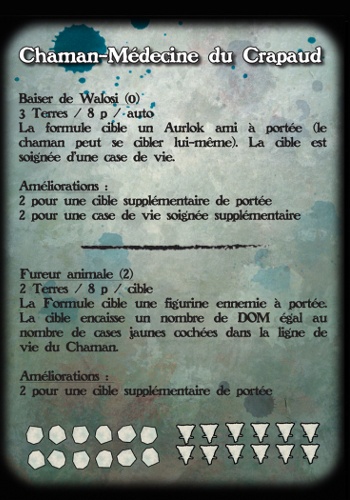 Chaman-Médecine du Crapaud
Baiser de Walosi (0)
3 Terres / 8 p / auto
La formule cible un Aurlok ami à portée (le
chaman peut se cibler lui-même). La cible est
soignée d'une case de vie.
Améliorations :
2 pour une cible supplémentaire de portée
2 pour une case de vie soignée supplémentaire
Fureur animale (2)
2 Terres / 8 p / cible
La Formule cible une figurine ennemie à portée.
La cible encaisse un nombre de DOM égal au
nombre de cases jaunes cochées dans la ligne de
vie du Chaman.
Améliorations :
2 pour une cible supplémentaire de portée